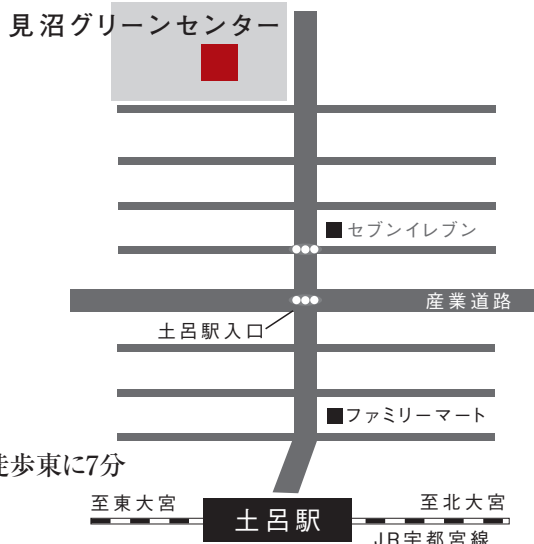 見沼グリーンセンター
セブンイレブン
産業道路
土呂駅入口
ファミリーマート
徒歩東に7分
至東大宮
至北大宮
土呂駅
JR宇都宮線